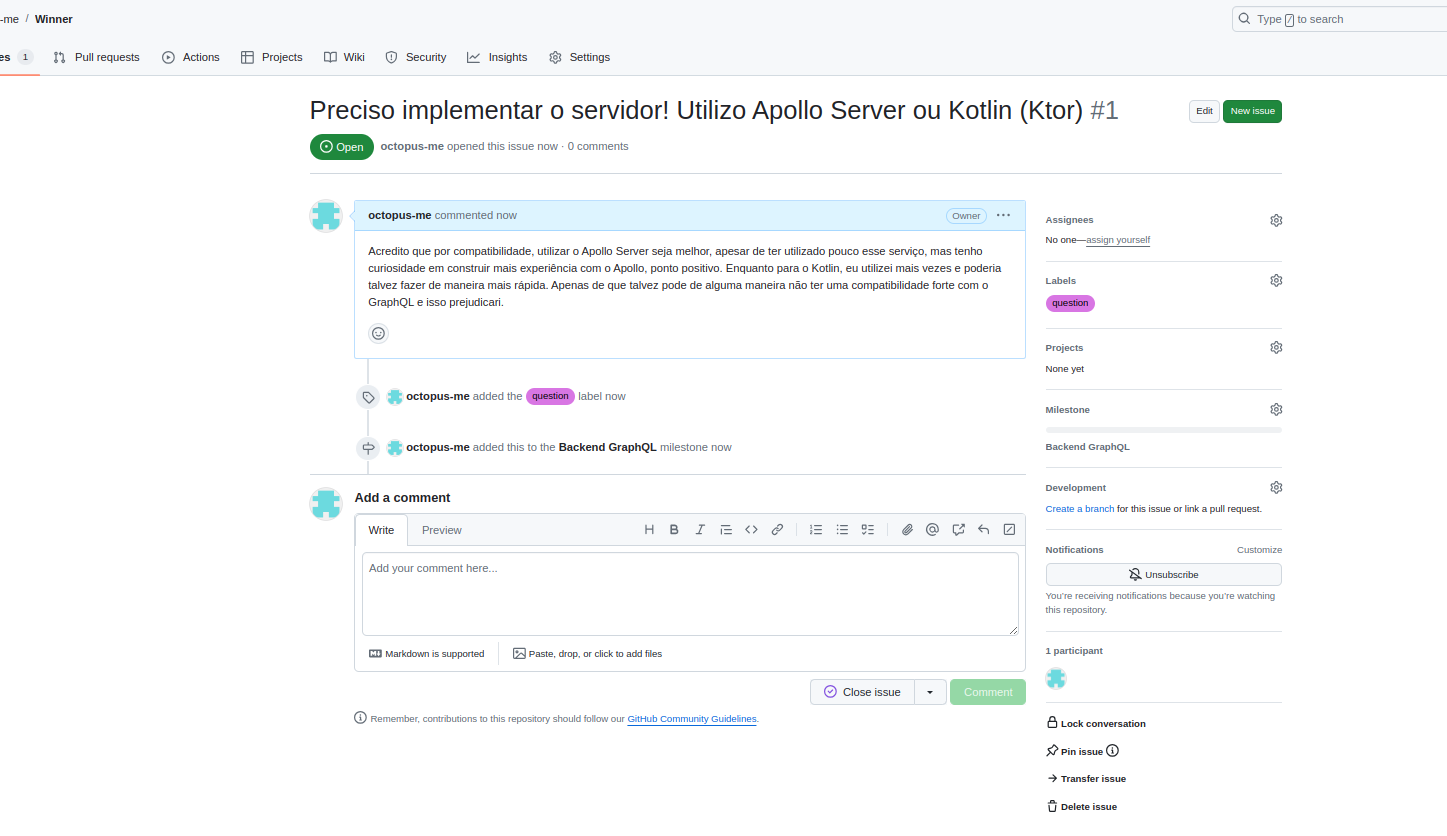 -me / Winner
Type / to search
es 1 Pull requests Actions Projects Wiki Security Insights Settings
Preciso implementar o servidor! Utilizo Apollo Server ou Kotlin (Ktor) #1
Edit New issue
Open octopus-me opened this issue now · 0 comments
octopus-me commented now
Owner
Acredito que por compatibilidade, utilizar o Apollo Server seja melhor, apesar de ter utilizado pouco esse serviço, mas tenho
curiosidade em construir mais experiência com o Apollo, ponto positivo. Enquanto para o Kotlin, eu utilizei mais vezes e poderia
talvez fazer de maneira mais rápida. Apenas de que talvez pode de alguma maneira não ter uma compatibilidade forte com o
GraphQL e isso prejudicari.
octopus-me added the question label now
octopus-me added this to the Backend GraphQL milestone now
Add a comment
Write Preview
Add your comment here...
Markdown is supported
Paste, drop, or click to add files
Close issue
Comment
Remember, contributions to this repository should follow our GitHub Community Guidelines.
Assignees
No one—assign yourself
Labels
question
Projects
None yet
Milestone
Backend GraphQL
Development
Create a branch for this issue or link a pull request.
Notifications Customize
Unsubscribe
You're receiving notifications because you're watching
this repository.
1 participant
Lock conversation
Pin issue
Transfer issue
Delete issue